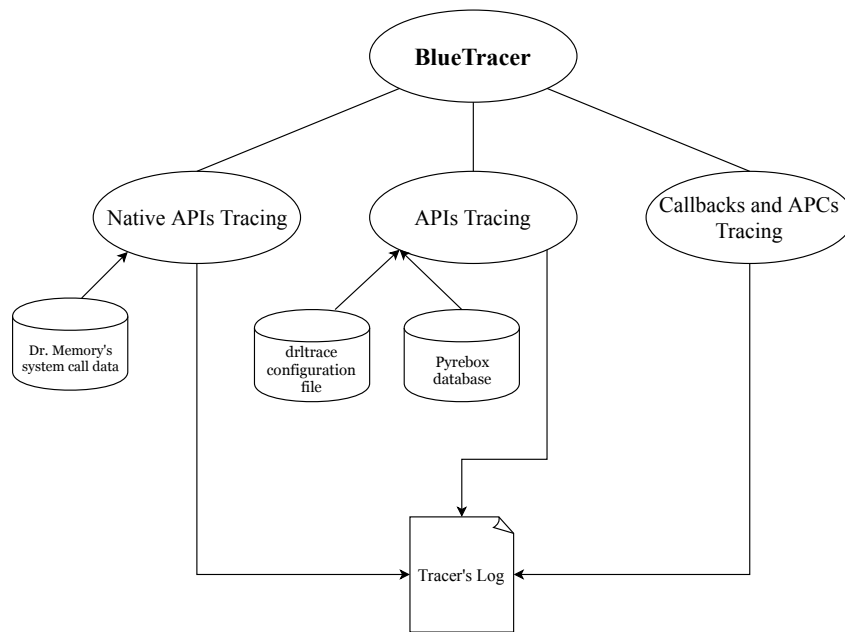 BlueTracer
Native APIs Tracing
APIs Tracing
Callbacks and APCs
Tracing
Dr. Memory's
system call data
drltrace
configuration
file
Pyrebox
database
Tracer's Log